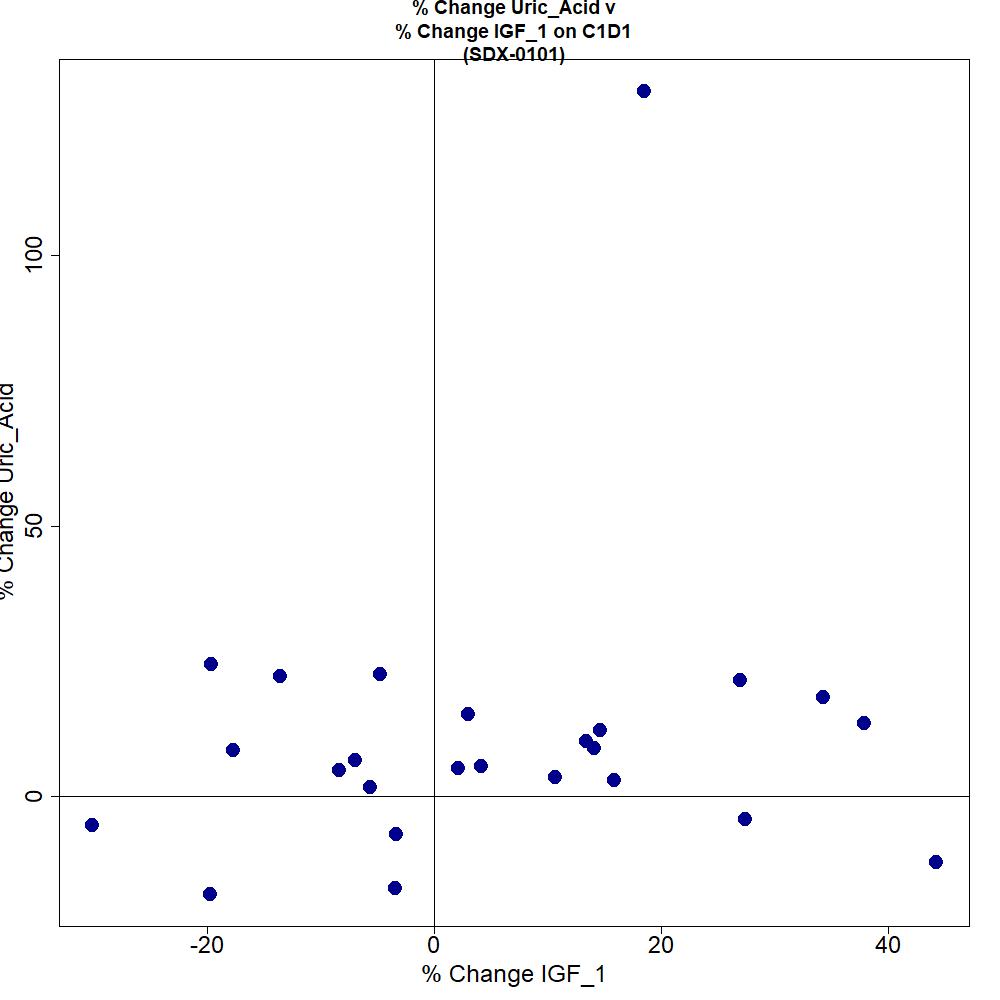 % Change Uric_Acid v
% Change IGF_1 on C1D1
(SDX-0101)
100
50
0
% Change Uric_Acid
-20
0
20
40
% Change IGF_1